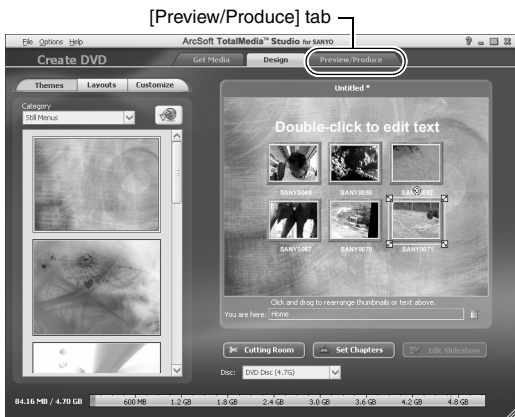 [Preview/Produce] tab
File Options Help
ArcSoft TotalMedia™ Studio for SANYO
Create DVD
Get Media
Design
Preview/Produce
Themes
Layouts
Customize
Category
Still Menus
Untitled *
Double-click to edit text
SANY0046
SANY0059
SANY0067
SANY0070
SANY0071
Click and drag to rearrange thumbnails or text above.
You are here: Home
Cutting Room
Set Chapters
Edit Slideshow
Disc: DVD Disc (4.7G)
84.16 MB / 4.70 GB
600 MB 1.2 GB 1.8 GB 2.4 GB 3.0 GB 3.6 GB 4.2 GB 4.8 GB